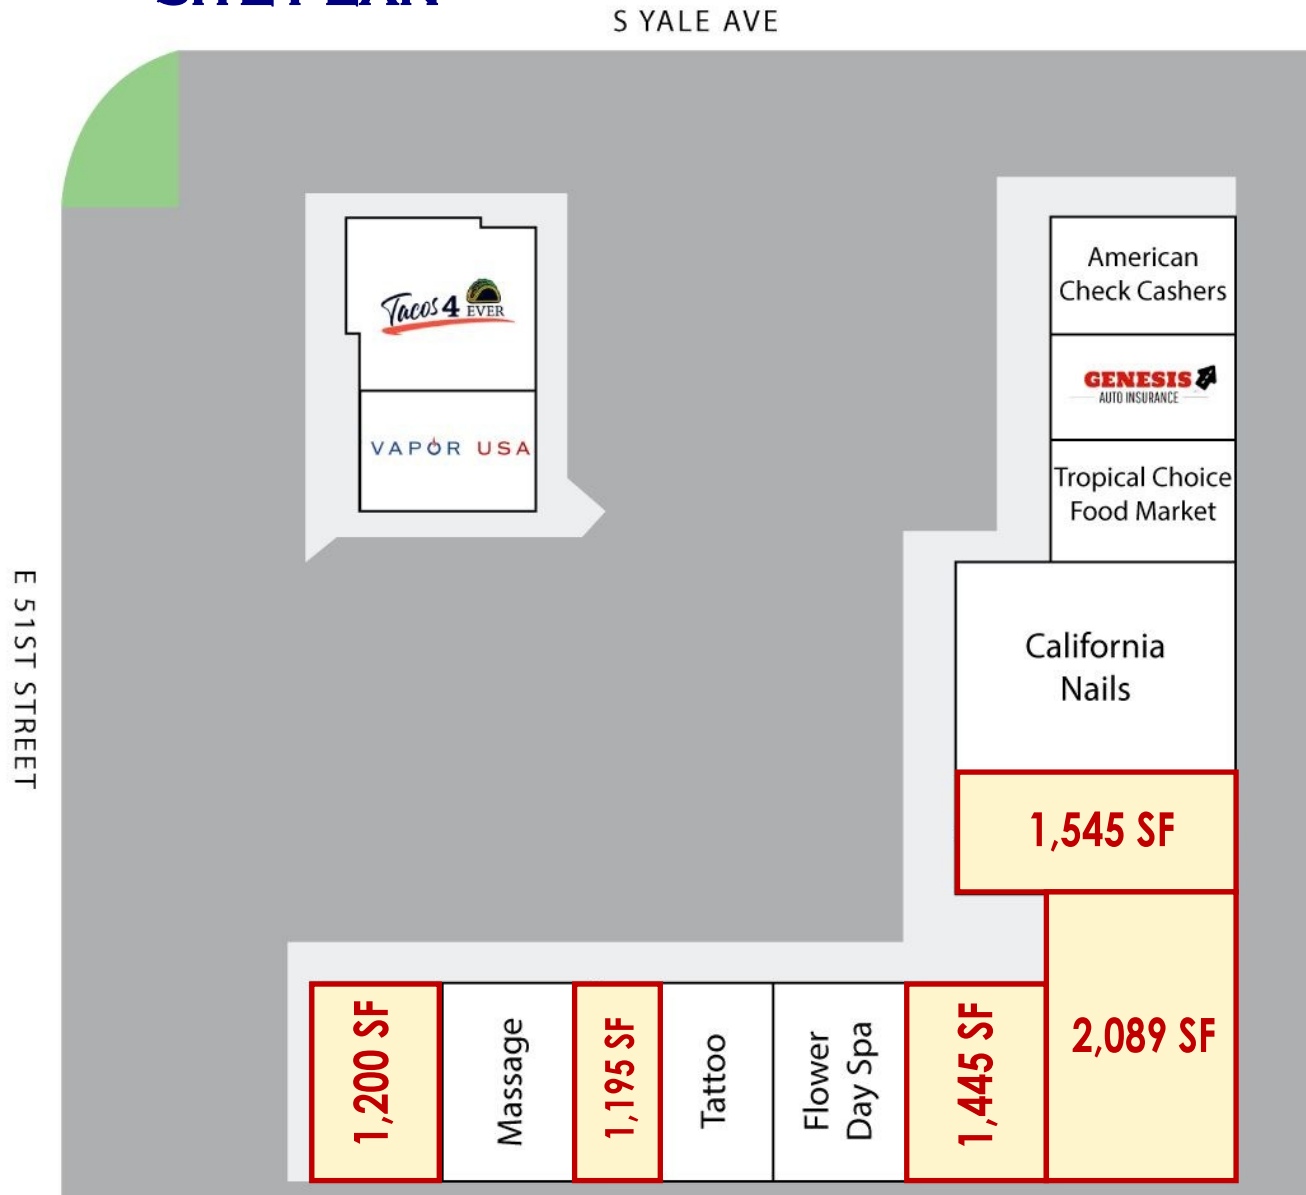 SITE PLAN
S YALE AVE
E 51ST STREET
Tacos 4 EVER
VAPOR USA
American
Check Cashers
GENESIS
AUTO INSURANCE
Tropical Choice
Food Market
California
Nails
1,545 SF
2,089 SF
1,200 SF
Massage
1,195 SF
Tattoo
Flower
Day Spa
1,445 SF